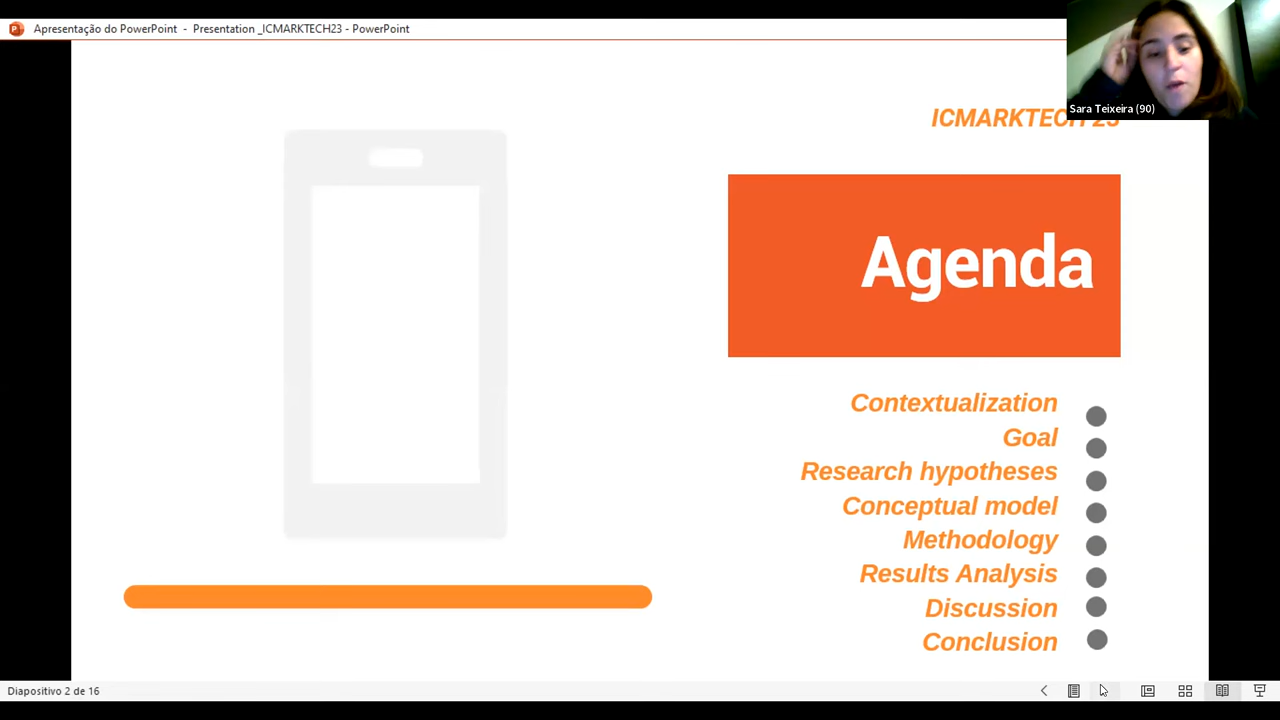 Apresentação do PowerPoint - Presentation _ICMARKTECH23 - PowerPoint
Sara Teixeira (90)
ICMARKTECH 23
Agenda
Contextualization
Goal
Research hypotheses
Conceptual model
Methodology
Results Analysis
Discussion
Conclusion
Diapositivo 2 de 16